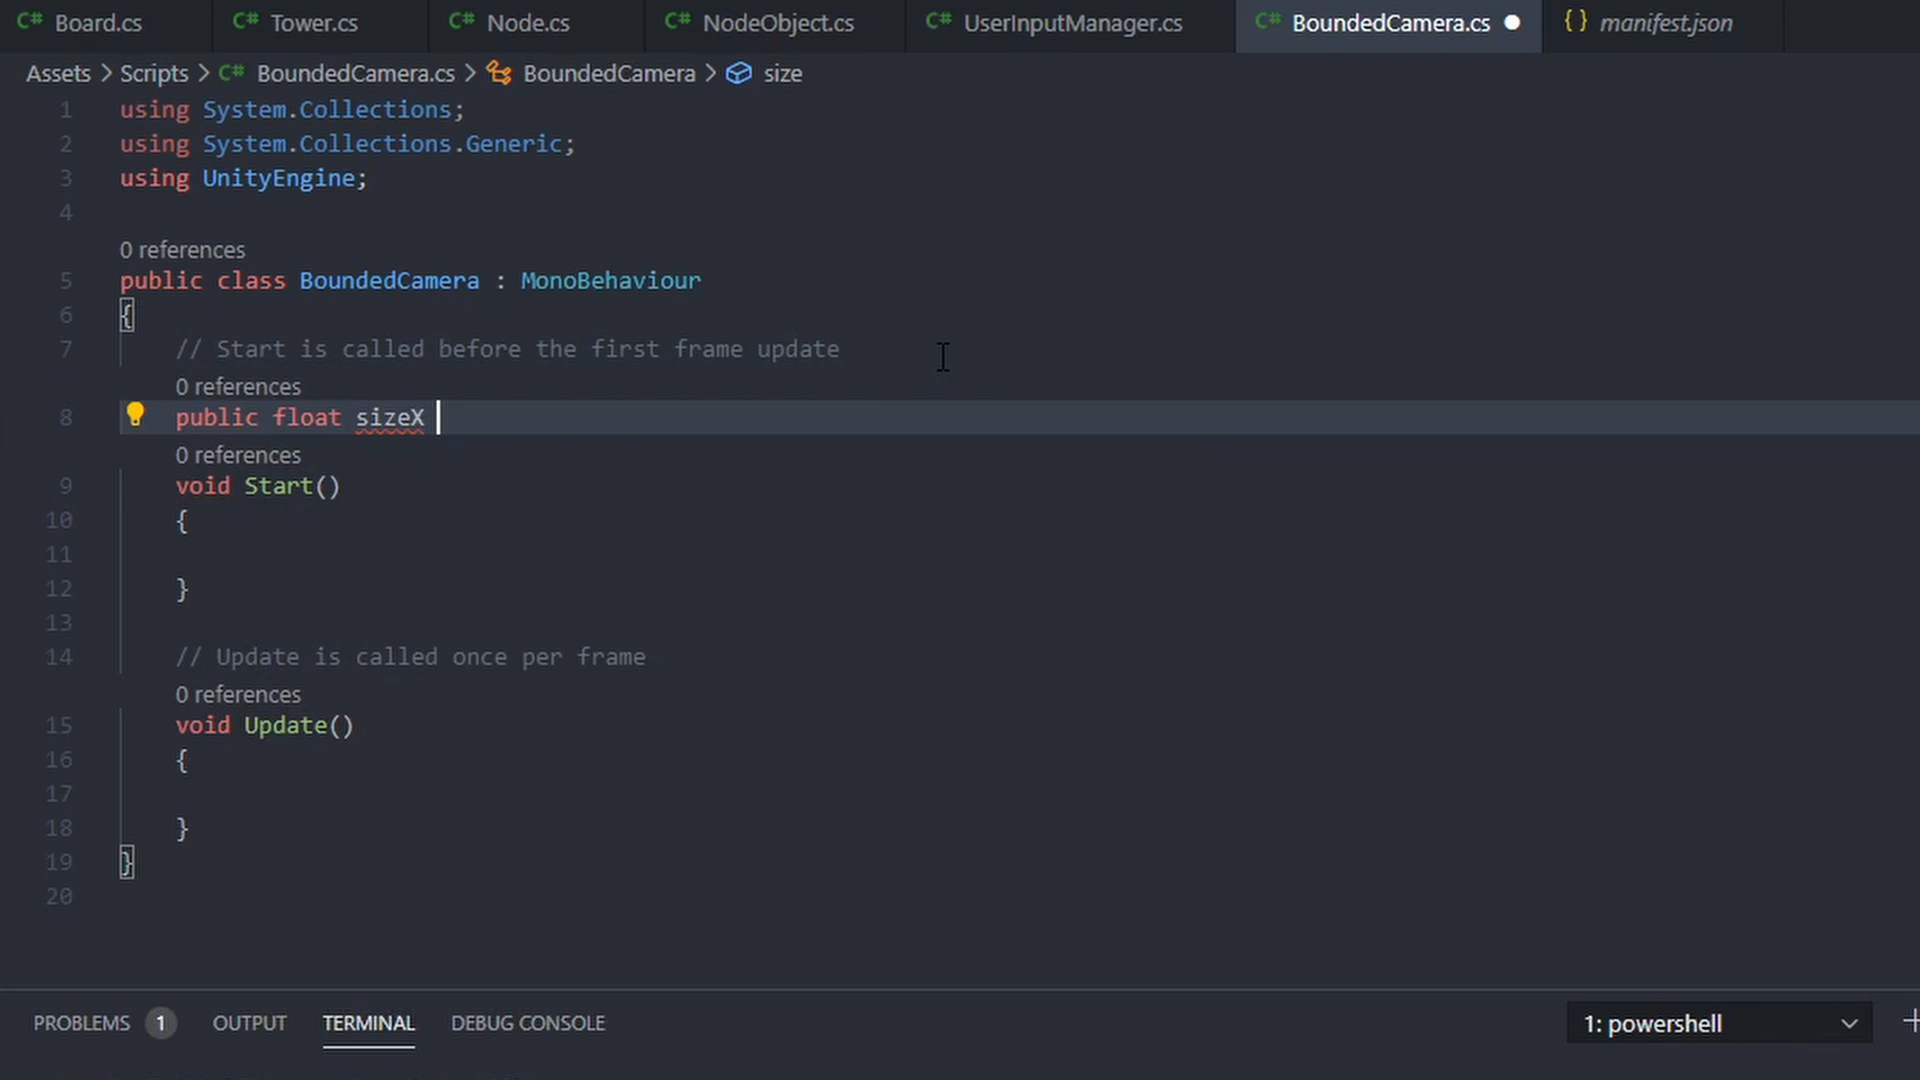 C# Board.cs C# Tower.cs C# Node.cs C# NodeObject.cs C# UserInputManager.cs C# BoundedCamera.cs {} manifest.json
Assets > Scripts > C# BoundedCamera.cs > BoundedCamera > size
1 using System.Collections;
2 using System.Collections.Generic;
3 using UnityEngine;
4
0 references
5 public class BoundedCamera : MonoBehaviour
6 {
7 // Start is called before the first frame update
0 references
8 public float sizeX
0 references
9 void Start()
10 {
11
12 }
13
14 // Update is called once per frame
0 references
15 void Update()
16 {
17
18 }
19 }
20
PROBLEMS 1 OUTPUT TERMINAL DEBUG CONSOLE 1: powershell